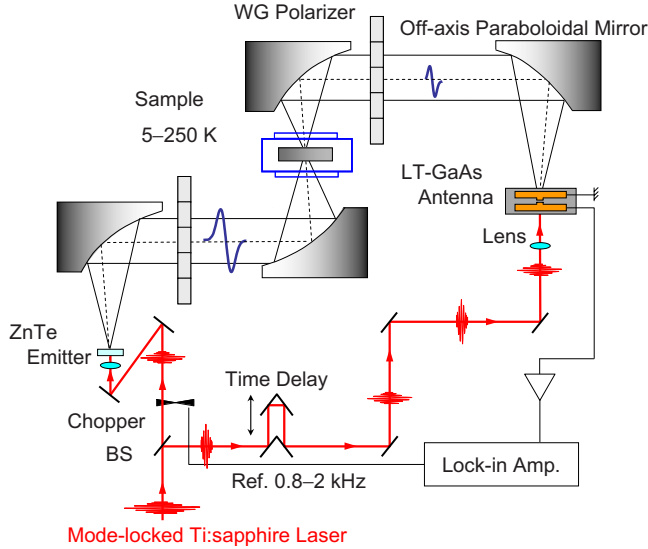 WG Polarizer
Off-axis Paraboloidal Mirror
Sample
5–250 K
LT-GaAs
Antenna
Lens
ZnTe
Emitter
Time Delay
Chopper
BS
Lock-in Amp.
Ref. 0.8–2 kHz
Mode-locked Ti:sapphire Laser